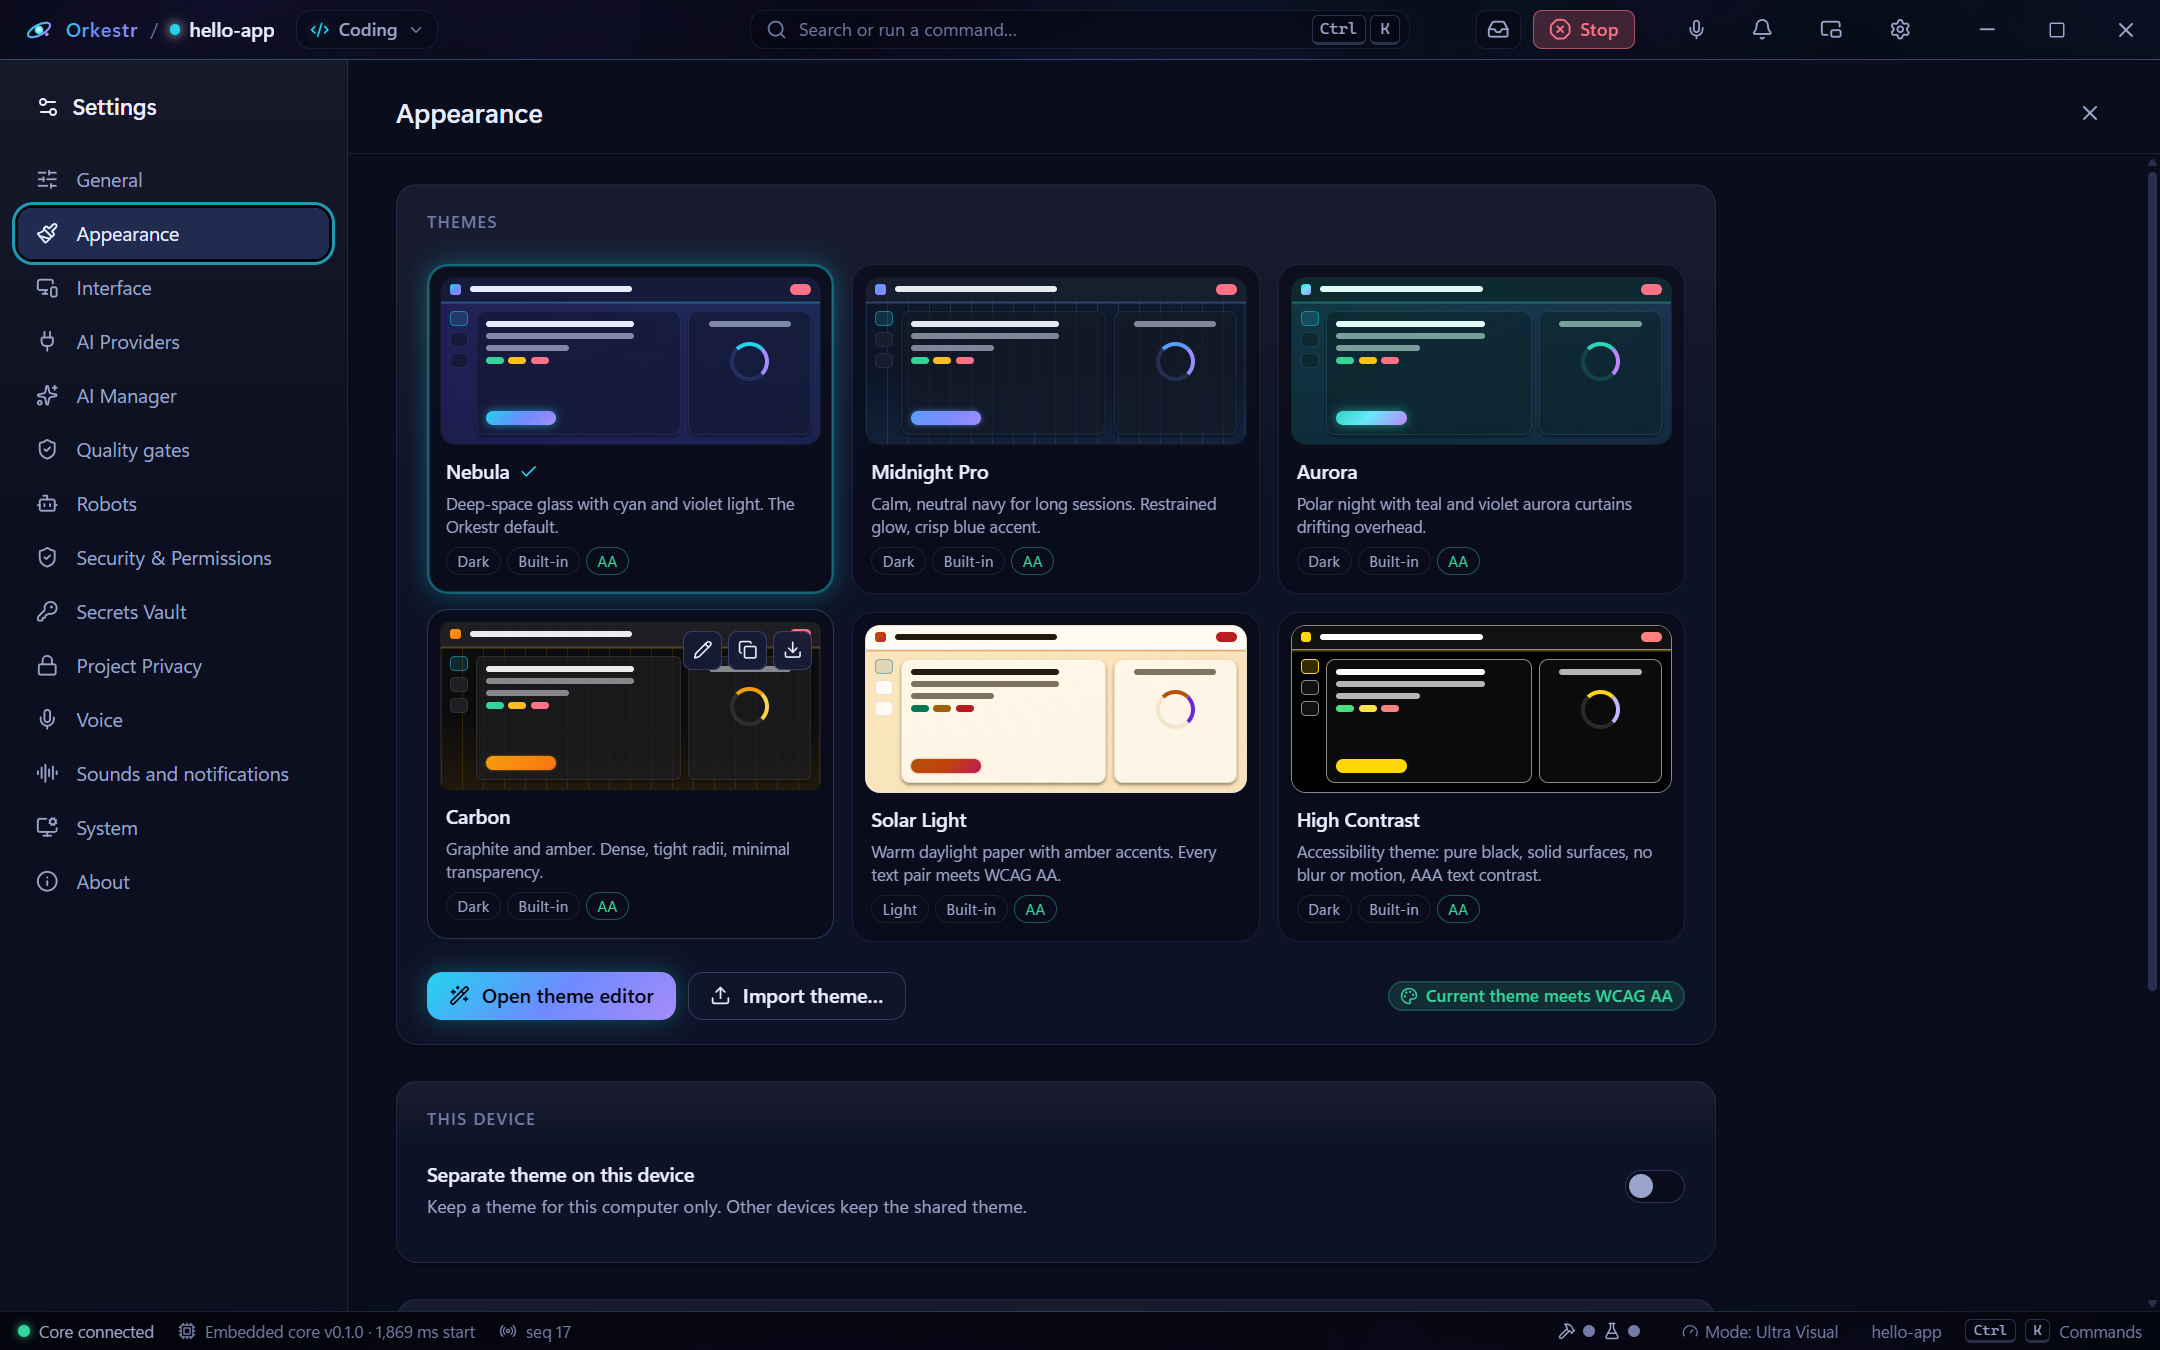 Orkestr / hello-app
Coding
Search or run a command...
Ctrl K
Stop
Settings
General
Appearance
Interface
AI Providers
AI Manager
Quality gates
Robots
Security & Permissions
Secrets Vault
Project Privacy
Voice
Sounds and notifications
System
About
Appearance
THEMES
Nebula
Deep-space glass with cyan and violet light. The
Orkestr default.
Dark Built-in AA
Midnight Pro
Calm, neutral navy for long sessions. Restrained
glow, crisp blue accent.
Dark Built-in AA
Aurora
Polar night with teal and violet aurora curtains
drifting overhead.
Dark Built-in AA
Carbon
Graphite and amber. Dense, tight radii, minimal
transparency.
Dark Built-in AA
Solar Light
Warm daylight paper with amber accents. Every
text pair meets WCAG AA.
Light Built-in AA
High Contrast
Accessibility theme: pure black, solid surfaces, no
blur or motion, AAA text contrast.
Dark Built-in AA
Open theme editor
Import theme...
Current theme meets WCAG AA
THIS DEVICE
Separate theme on this device
Keep a theme for this computer only. Other devices keep the shared theme.
Core connected
Embedded core v0.1.0 · 1,869 ms start
seq 17
Mode: Ultra Visual
hello-app
Ctrl K Commands